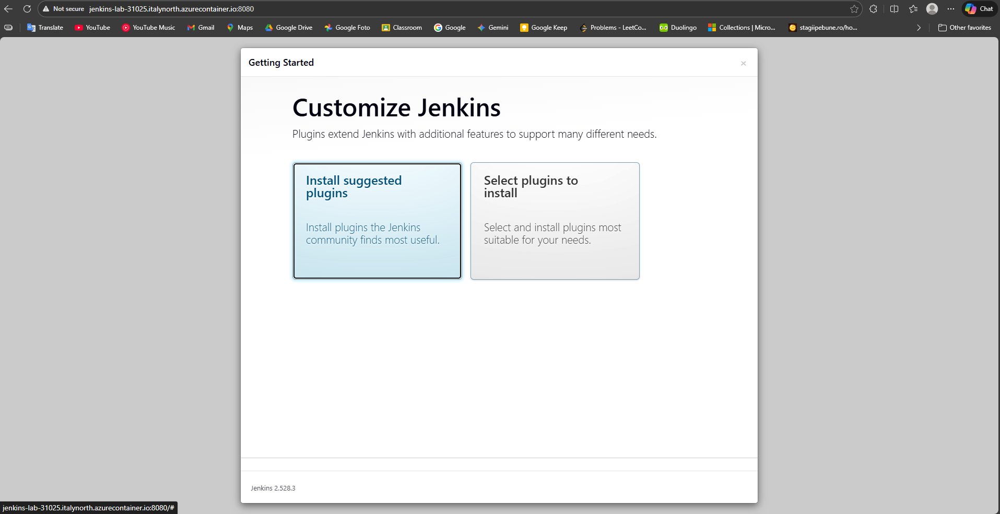 Not secure jenkins-lab-31025.italynorth.azurecontainer.io:8080 Chat
Translate YouTube YouTube Music Gmail Maps Google Drive Google Foto Classroom Google Gemini Google Keep Problems - LeetCo... Duolingo Collections | Micro... stagiipebune.ro/ho... Other favorites
Getting Started ×
Customize Jenkins
Plugins extend Jenkins with additional features to support many different needs.
Install suggested
plugins
Install plugins the Jenkins
community finds most useful.
Select plugins to
install
Select and install plugins most
suitable for your needs.
Jenkins 2.528.3
jenkins-lab-31025.italynorth.azurecontainer.io:8080/#